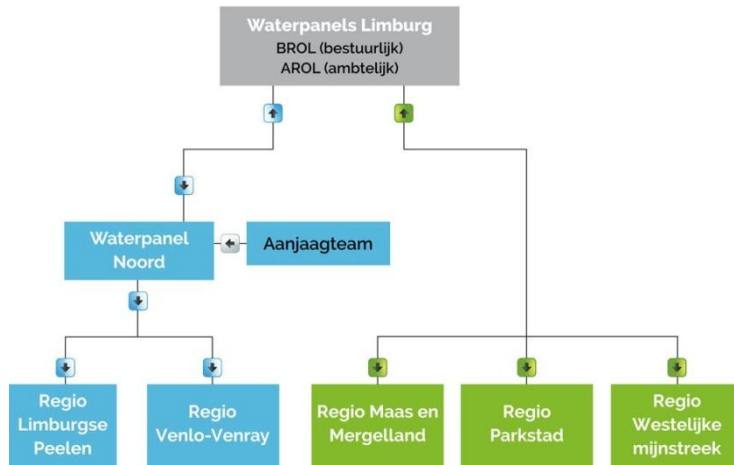 Waterpanels Limburg
BROL (bestuurlijk)
AROL (ambtelijk)
Waterpanel
Noord
Aanjaagteam
Regio
Limburgse
Peelen
Regio
Venlo-Venray
Regio Maas en
Mergelland
Regio
Parkstad
Regio
Westelijke
mijnstreek